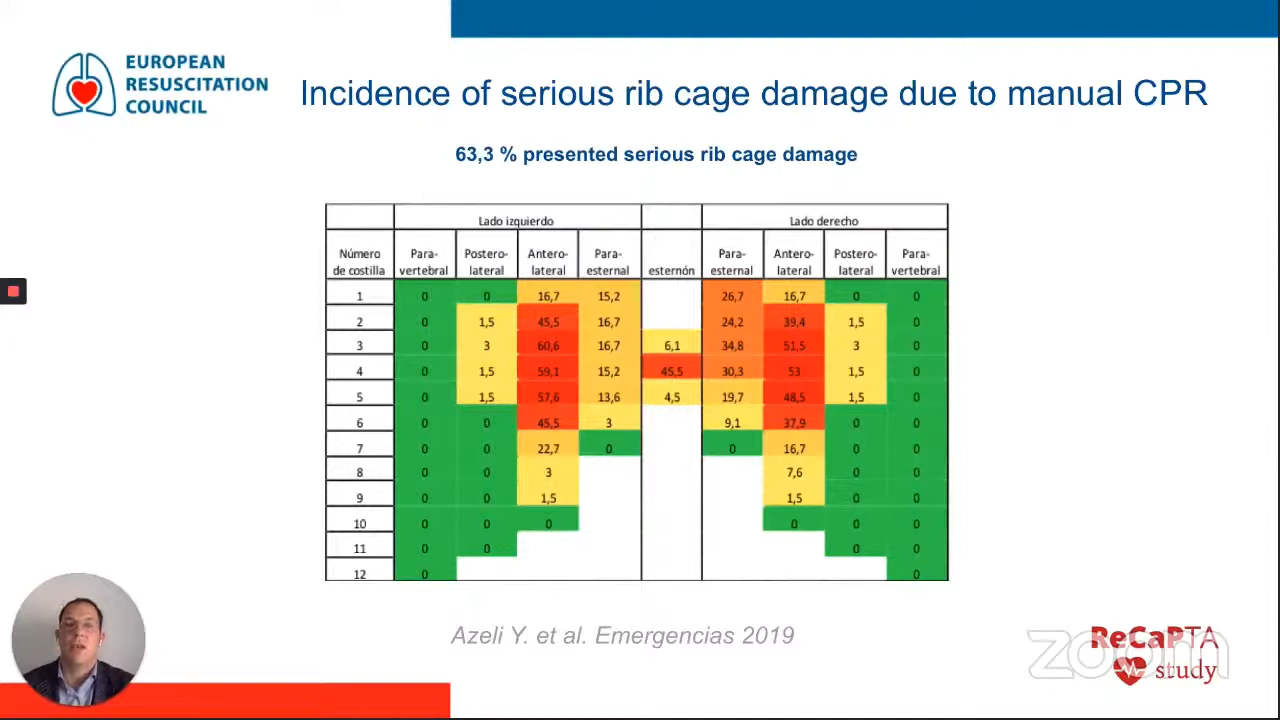 EUROPEAN
RESUSCITATION
COUNCIL
Incidence of serious rib cage damage due to manual CPR
63,3 % presented serious rib cage damage
Lado izquierdo Lado derecho
Número de costilla Para-vertebral Postero-lateral Antero-lateral Para-esternal esternón Para-esternal Antero-lateral Postero-lateral Para-vertebral
1 0 0 16,7 15,2 26,7 16,7 0 0
2 0 1,5 45,5 16,7 24,2 39,4 1,5 0
3 0 3 60,6 16,7 6,1 34,8 51,5 3 0
4 0 1,5 59,1 15,2 45,5 30,3 53 1,5 0
5 0 1,5 57,6 13,6 4,5 19,7 48,5 1,5 0
6 0 0 45,5 3 9,1 37,9 0 0
7 0 0 22,7 0 0 16,7 0 0
8 0 0 3 7,6 0 0
9 0 0 1,5 1,5 0 0
10 0 0 0 0 0 0
11 0 0 0 0
12 0 0
Azeli Y. et al. Emergencias 2019
ReCaPTA
study
zoom